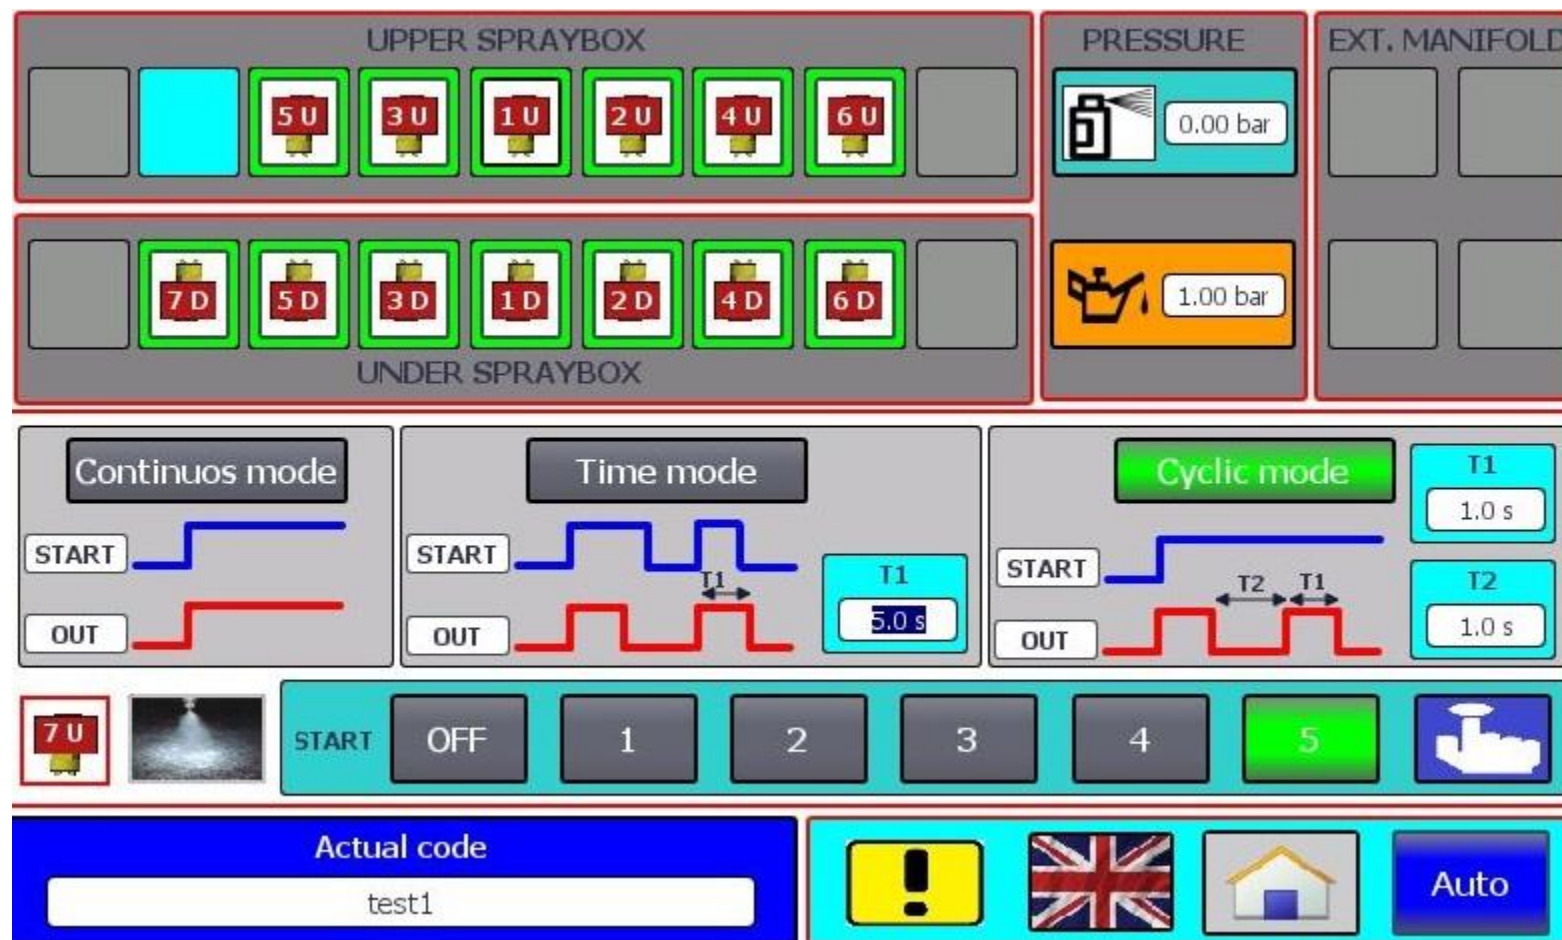 UPPER SPRAYBOX
5 U
3 U
1 U
2 U
4 U
6 U
PRESSURE
0.00 bar
EXT. MANIFOLD
7 D
5 D
3 D
1 D
2 D
4 D
6 D
UNDER SPRAYBOX
1.00 bar
Continuos mode
START
OUT
Time mode
START
T1
OUT
T1
5.0 s
Cyclic mode
START
T2 T1
OUT
T1
1.0 s
T2
1.0 s
7 U
START
OFF
1
2
3
4
5
Actual code
test1
!
Auto